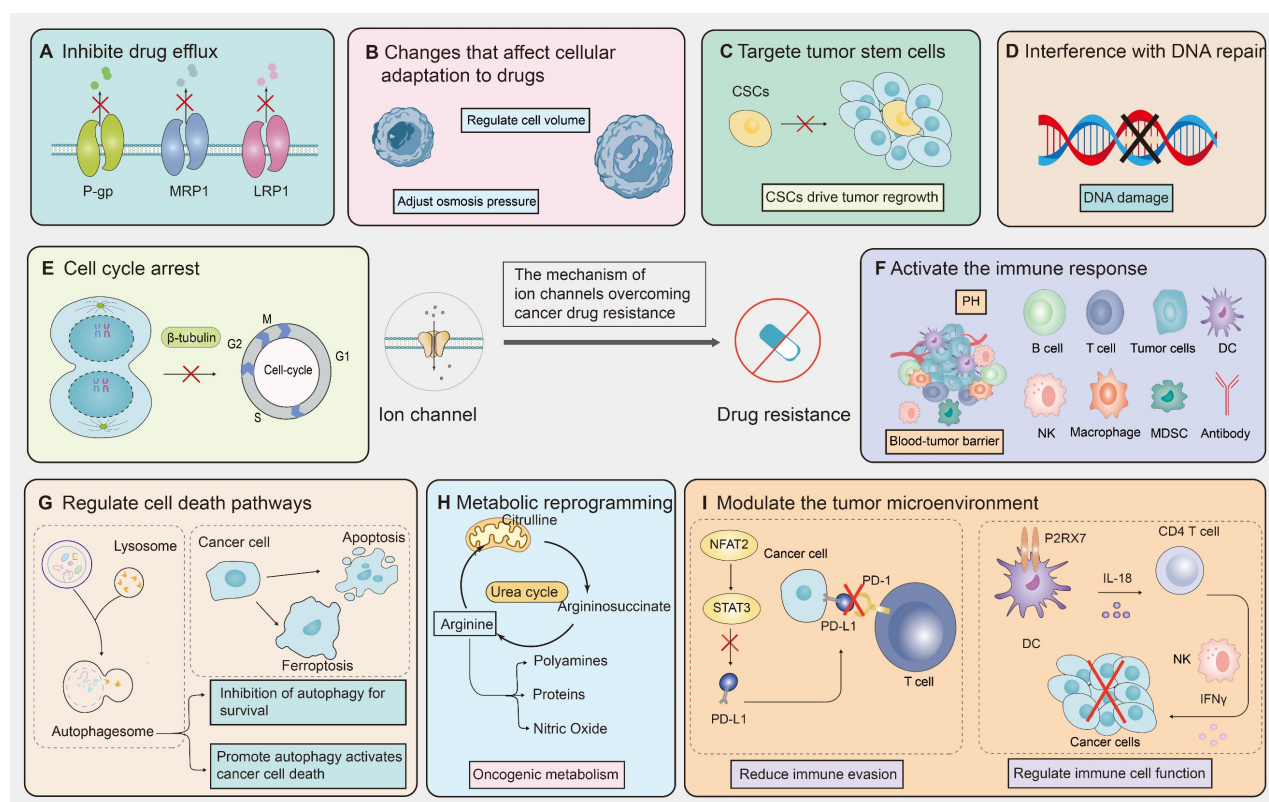 A Inhibite drug efflux
P-gp
MRP1
LRP1
B Changes that affect cellular
adaptation to drugs
Regulate cell volume
Adjust osmosis pressure
C Targete tumor stem cells
CSCs
CSCs drive tumor regrowth
D Interference with DNA repair
DNA damage
E Cell cycle arrest
β-tubulin
M
G2
G1
S
Cell-cycle
Ion channel
The mechanism of
ion channels overcoming
cancer drug resistance
Drug resistance
F Activate the immune response
PH
Blood-tumor barrier
B cell
T cell
Tumor cells
DC
NK
Macrophage
MDSC
Antibody
G Regulate cell death pathways
Lysosome
Autophagesome
Cancer cell
Apoptosis
Ferroptosis
Inhibition of autophagy for
survival
Promote autophagy activates
cancer cell death
H Metabolic reprogramming
Citrulline
Urea cycle
Argininosuccinate
Arginine
Polyamines
Proteins
Nitric Oxide
Oncogenic metabolism
I Modulate the tumor microenvironment
NFAT2
STAT3
PD-L1
Cancer cell
PD-1
PD-L1
T cell
Reduce immune evasion
P2RX7
DC
IL-18
CD4 T cell
NK
IFNγ
Cancer cells
Regulate immune cell function